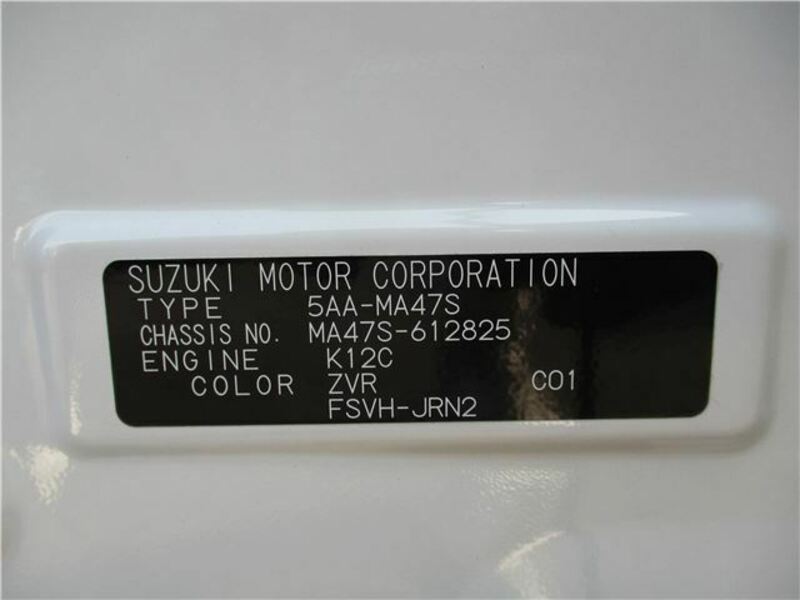 SUZUKI MOTOR CORPORATION
TYPE 5AA-MA47S
CHASSIS NO. MA47S-612825
ENGINE K12C
COLOR ZVR C01
FSVH-JRN2